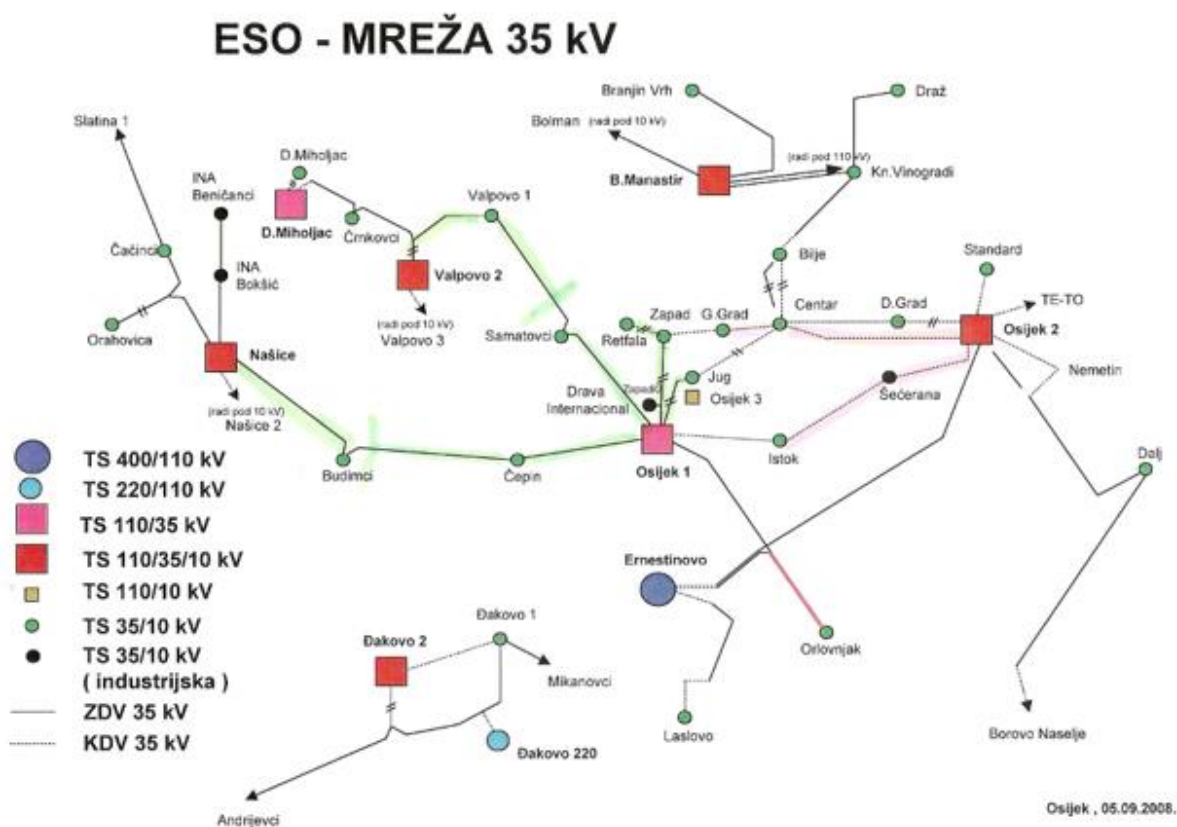 ESO - MREŽA 35 kV
Branjin Vrh
Draž
Bolman (radi pod 10 kV)
Slatina 1
(radi pod 110 kV)
D.Miholjac
B.Manastir
Kn.Vinogradi
INA
Beničanci
Valpovo 1
D.Miholjac
Črnkovci
Bilje
Standard
Čačinci
INA
Bokšić
Valpovo 2
TE-TO
Zapad
G.Grad
Centar
D.Grad
(radi pod 10 kV)
Valpovo 3
Orahovica
Samatovci
Retfala
Osijek 2
Našice
Nemetin
Jug
Drava
Internacional
Osijek 3
Šećerana
(radi pod 10 kV)
Našice 2
Budimci
Čepin
Osijek 1
Istok
Dalj
TS 400/110 kV
TS 220/110 kV
TS 110/35 kV
TS 110/35/10 kV
TS 110/10 kV
TS 35/10 kV
TS 35/10 kV
( industrijska )
ZDV 35 kV
KDV 35 kV
Ernestinovo
Đakovo 1
Đakovo 2
Orlovnjak
Mikanovci
Laslovo
Borovo Naselje
Đakovo 220
Andrijevci
Osijek , 05.09.2008.